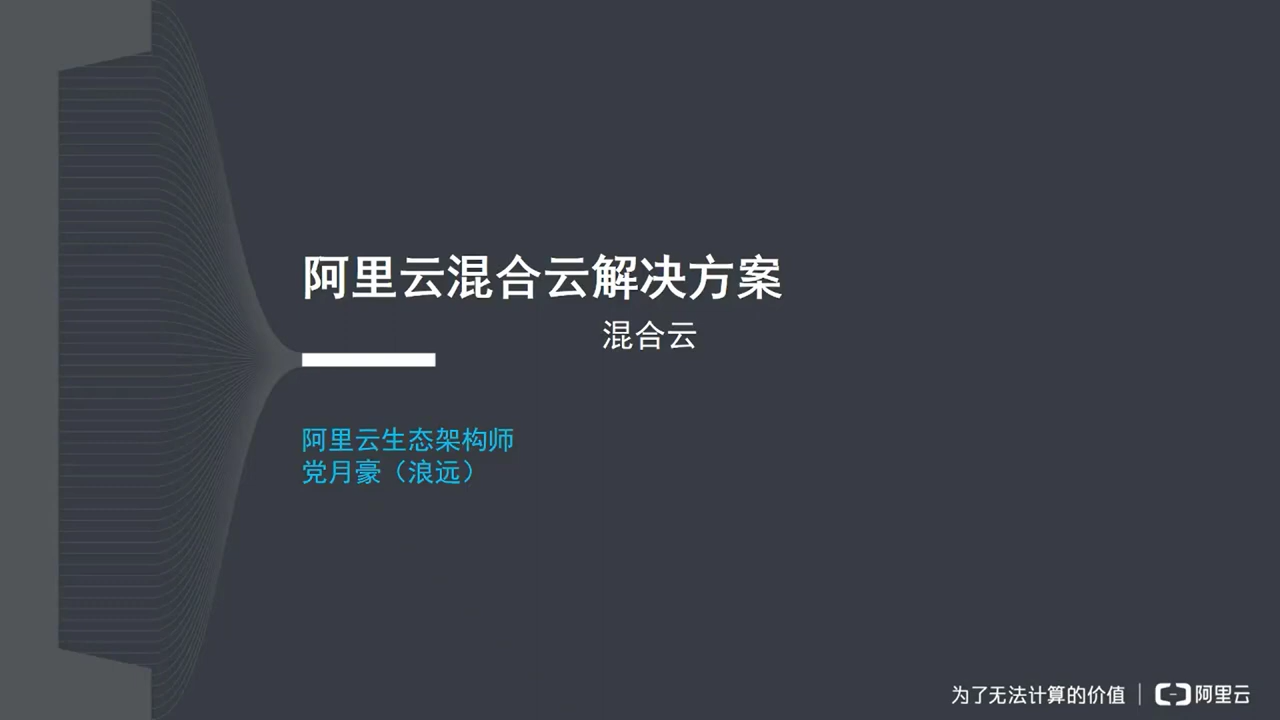 阿里云混合云解决方案
混合云
阿里云生态架构师
党月豪（浪远）
为了无法计算的价值 | 阿里云